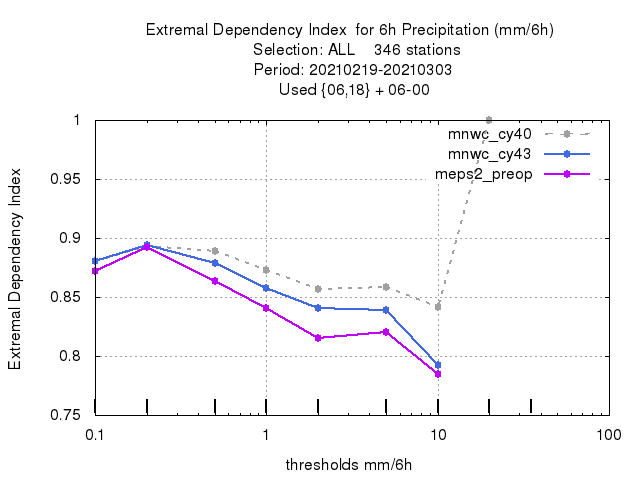 Extremal Dependency Index  for 6h Precipitation (mm/6h)
Selection: ALL    346 stations
Period: 20210219-20210303
Used {06,18} + 06-00
mnwc_cy40
mnwc_cy43
meps2_preop
Extremal Dependency Index
1
0.95
0.9
0.85
0.8
0.75
0.1 1 10 100
thresholds mm/6h